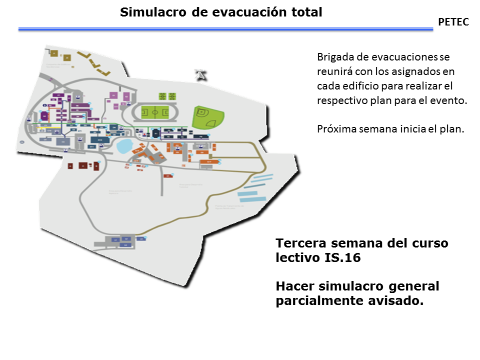 Simulacro de evacuación total
PETEC
Brigada de evacuaciones se
reunirá con los asignados en
cada edificio para realizar el
respectivo plan para el evento.
Próxima semana inicia el plan.
Tercera semana del curso
lectivo IS.16
Hacer simulacro general
parcialmente avisado.